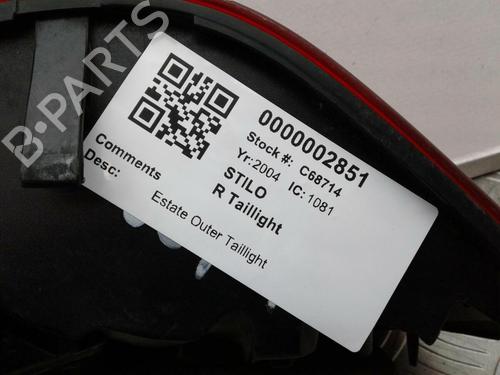 B-PARTS
0000002851
Stock #: C68714
Yr: 2004 IC: 1081
STILO
R Taillight
Comments
Desc:
Estate Outer Taillight